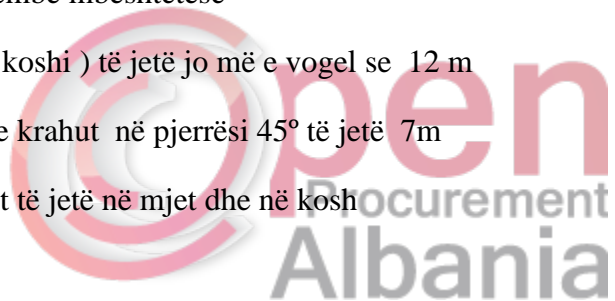 mbështetëse
koshi ) të jetë jo më e vogel se 12 m
e krahut në pjerrësi 45º të jetë 7m
t të jetë në mjet dhe në kosh
Open
Procurement
Albania